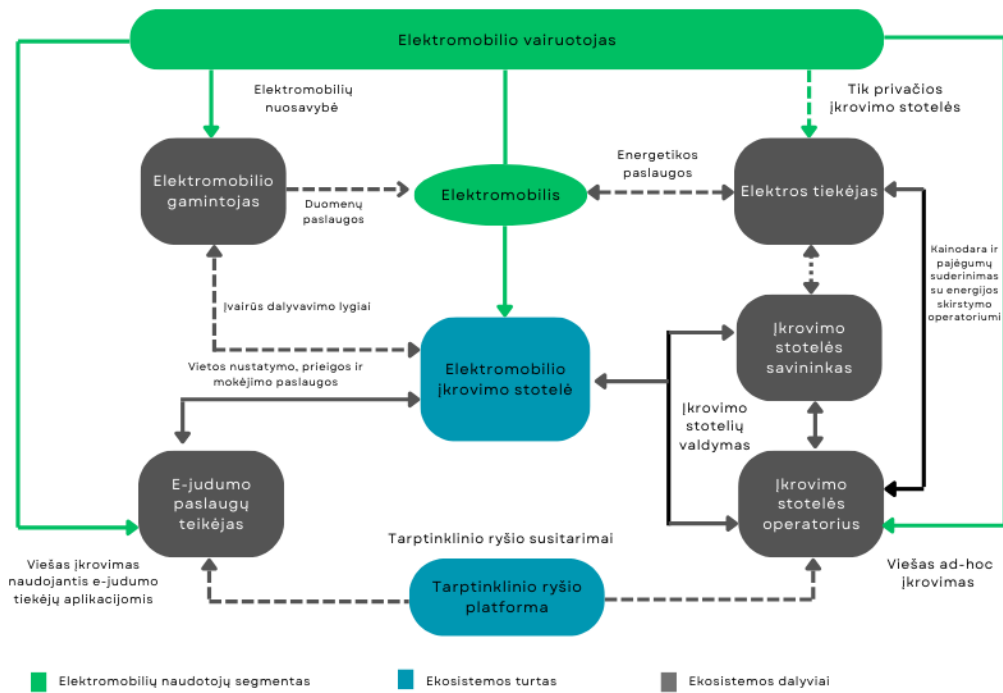 Elektromobilio vairuotojas
Elektromobilių
nuosavybė
Tik privačios
įkrovimo stotelės
Elektromobilio
gamintojas
Duomenų
paslaugos
Elektromobilis
Energetikos
paslaugos
Elektros tiekėjas
Kainodara ir
pajėgumų
suderinimas
su energijos
skirstymo
operatoriumi
Įvairūs dalyvavimo lygiai
Vietos nustatymo, prieigos ir
mokėjimo paslaugos
Elektromobilio
įkrovimo stotelė
Įkrovimo
stotelės
savininkas
Įkrovimo
stotelių
valdymas
E-judumo
paslaugų
teikėjas
Įkrovimo
stotelės
operatorius
Tarptinklinio ryšio susitarimai
Viešas įkrovimas
naudojantis e-judumo
tiekėjų aplikacijomis
Tarptinklinio ryšio
platforma
Viešas ad-hoc
įkrovimas
Elektromobilių naudotojų segmentas
Ekosistemos turtas
Ekosistemos dalyviai